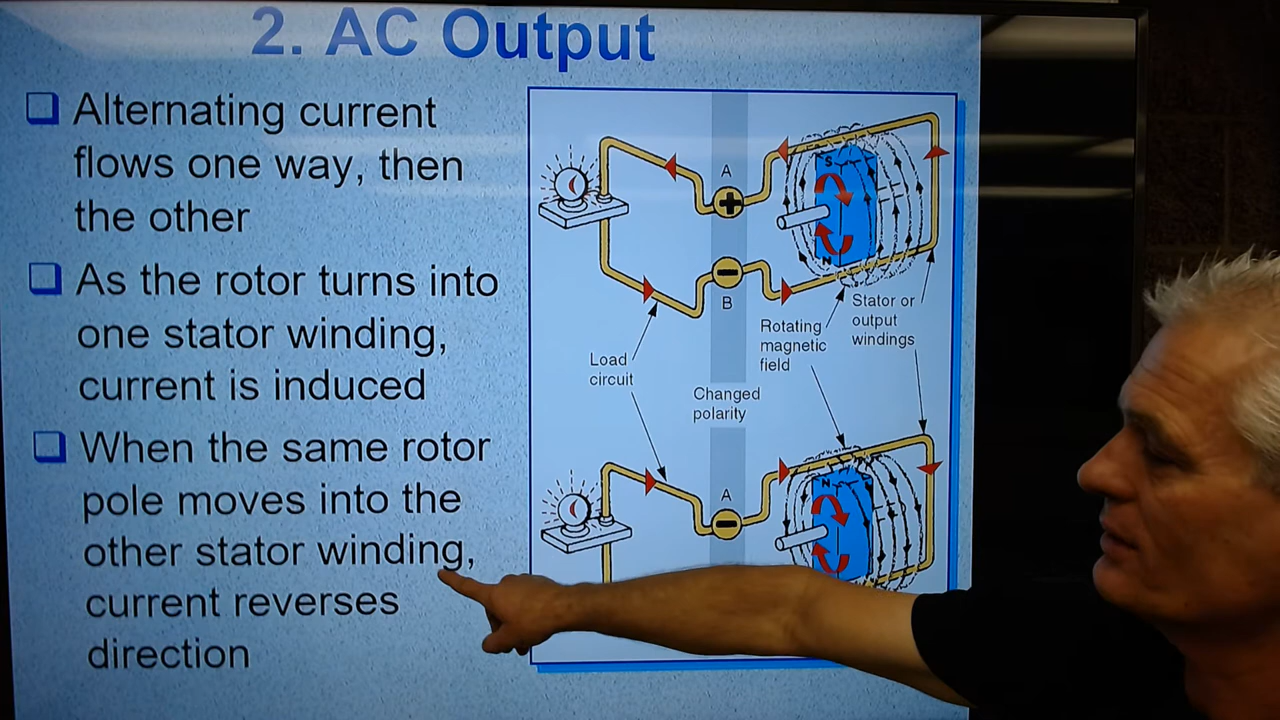 2. AC Output
❑ Alternating current
flows one way, then
the other
❑ As the rotor turns into
one stator winding,
current is induced
❑ When the same rotor
pole moves into the
other stator winding,
current reverses
direction
A
+
−
B
S
N
Load
circuit
Rotating
magnetic
field
Stator or
output
windings
Changed
polarity
A
−
N